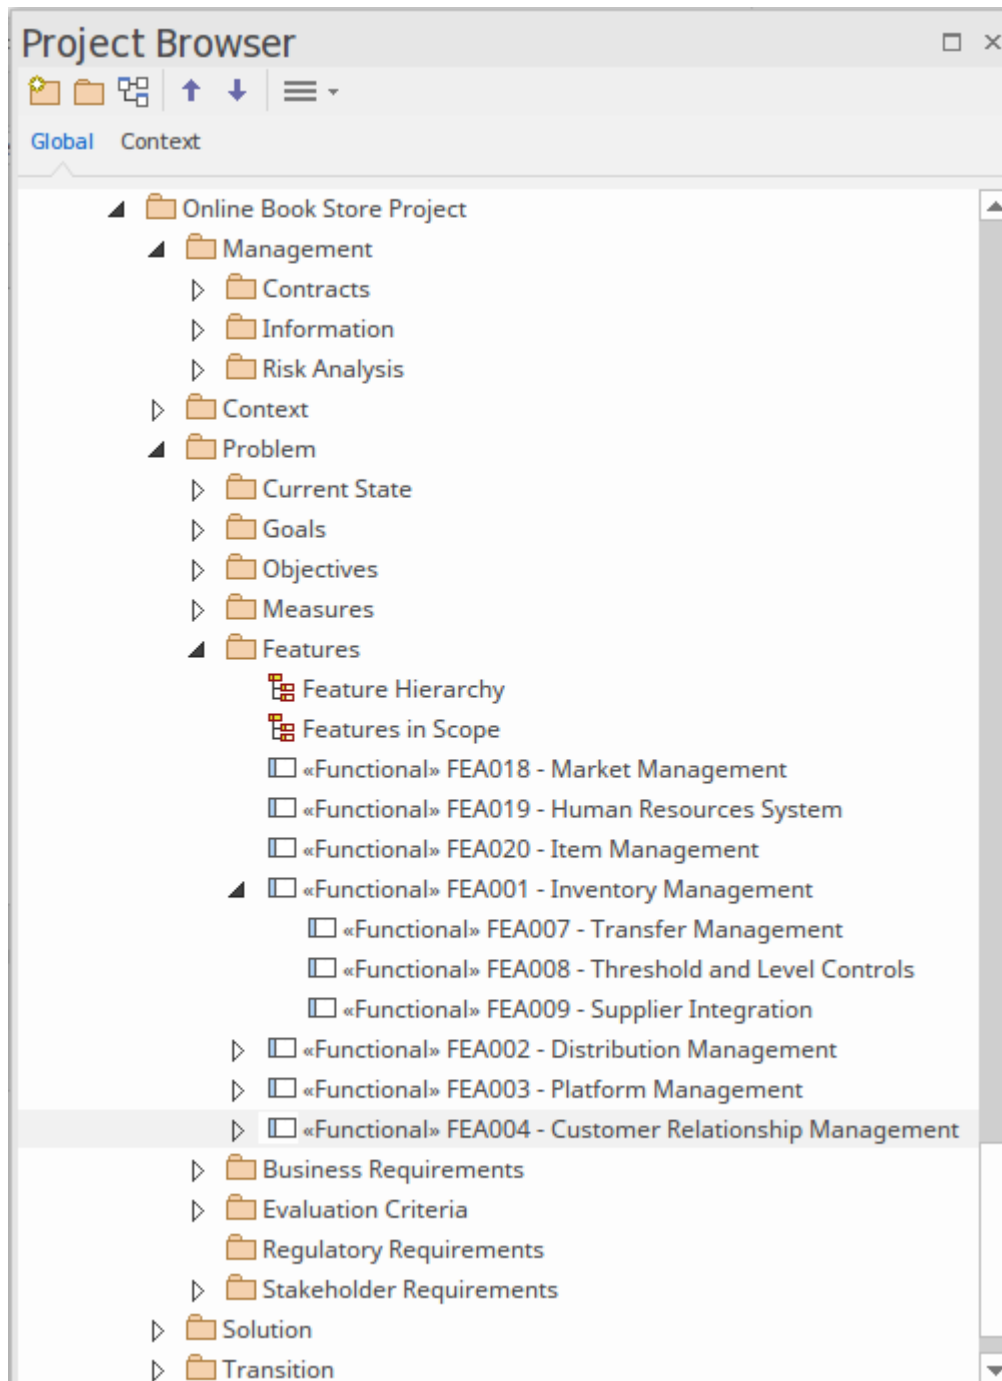 Project Browser
Global Context
Online Book Store Project
Management
Contracts
Information
Risk Analysis
Context
Problem
Current State
Goals
Objectives
Measures
Features
Feature Hierarchy
Features in Scope
«Functional» FEA018 - Market Management
«Functional» FEA019 - Human Resources System
«Functional» FEA020 - Item Management
«Functional» FEA001 - Inventory Management
«Functional» FEA007 - Transfer Management
«Functional» FEA008 - Threshold and Level Controls
«Functional» FEA009 - Supplier Integration
«Functional» FEA002 - Distribution Management
«Functional» FEA003 - Platform Management
«Functional» FEA004 - Customer Relationship Management
Business Requirements
Evaluation Criteria
Regulatory Requirements
Stakeholder Requirements
Solution
Transition